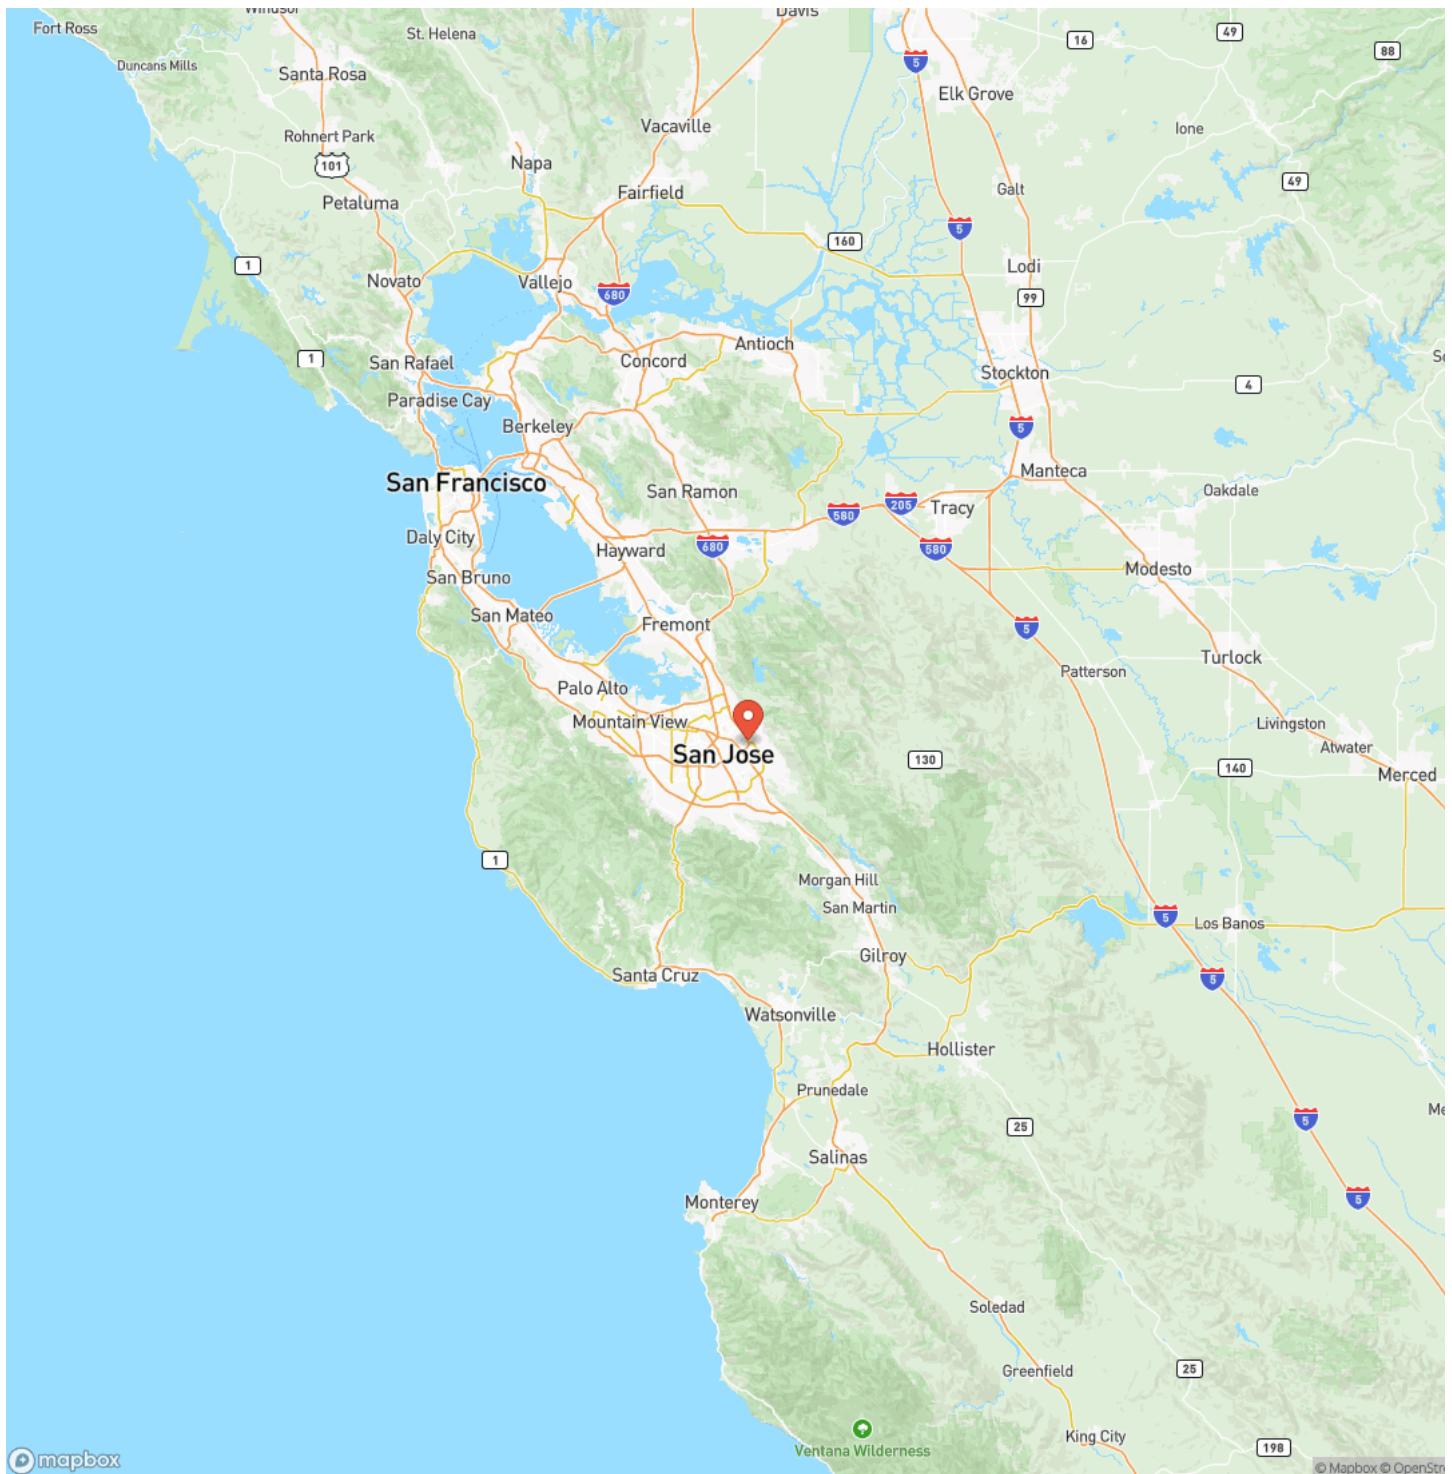 Windsor
Davis
Fort Ross
St. Helena
49
16
88
5
Duncans Mills
Santa Rosa
Elk Grove
Vacaville
Ione
Rohnert Park
101
Napa
49
Galt
Fairfield
Petaluma
5
160
1
Lodi
Novato
Vallejo
680
99
Antioch
1
San Rafael
Concord
Stockton
4
Paradise Cay
Berkeley
5
Manteca
San Francisco
San Ramon
Oakdale
205
Tracy
580
Daly City
Hayward
680
580
Modesto
San Bruno
San Mateo
Fremont
5
Turlock
Patterson
Palo Alto
Mountain View
Livingston
Atwater
San Jose
130
140
Merced
1
Morgan Hill
San Martin
5
Los Banos
Gilroy
Santa Cruz
5
Watsonville
Hollister
Prunedale
25
5
Salinas
Monterey
5
Soledad
Greenfield
25
Ventana Wilderness
King City
198
mapbox
© Mapbox © OpenStre